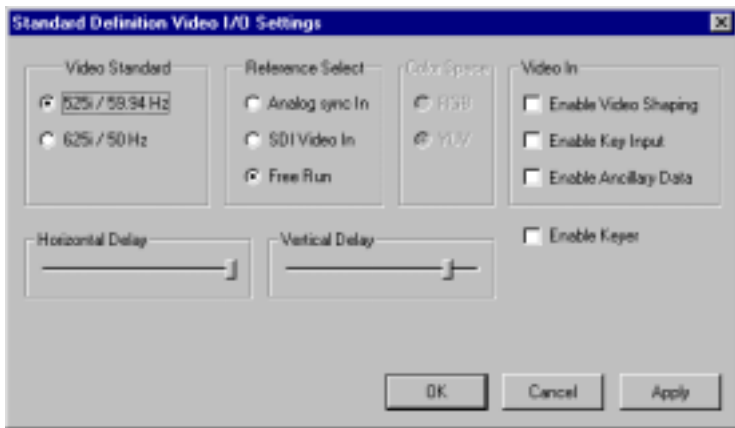 Standard Definition Video I/O Settings
Video Standard
525i / 59.94 Hz
625i / 50 Hz
Reference Select
Analog sync In
SDI Video In
Free Run
Color Space
RGB
YUV
Video In
Enable Video Shaping
Enable Key Input
Enable Ancillary Data
Horizontal Delay
Vertical Delay
Enable Keyer
OK
Cancel
Apply